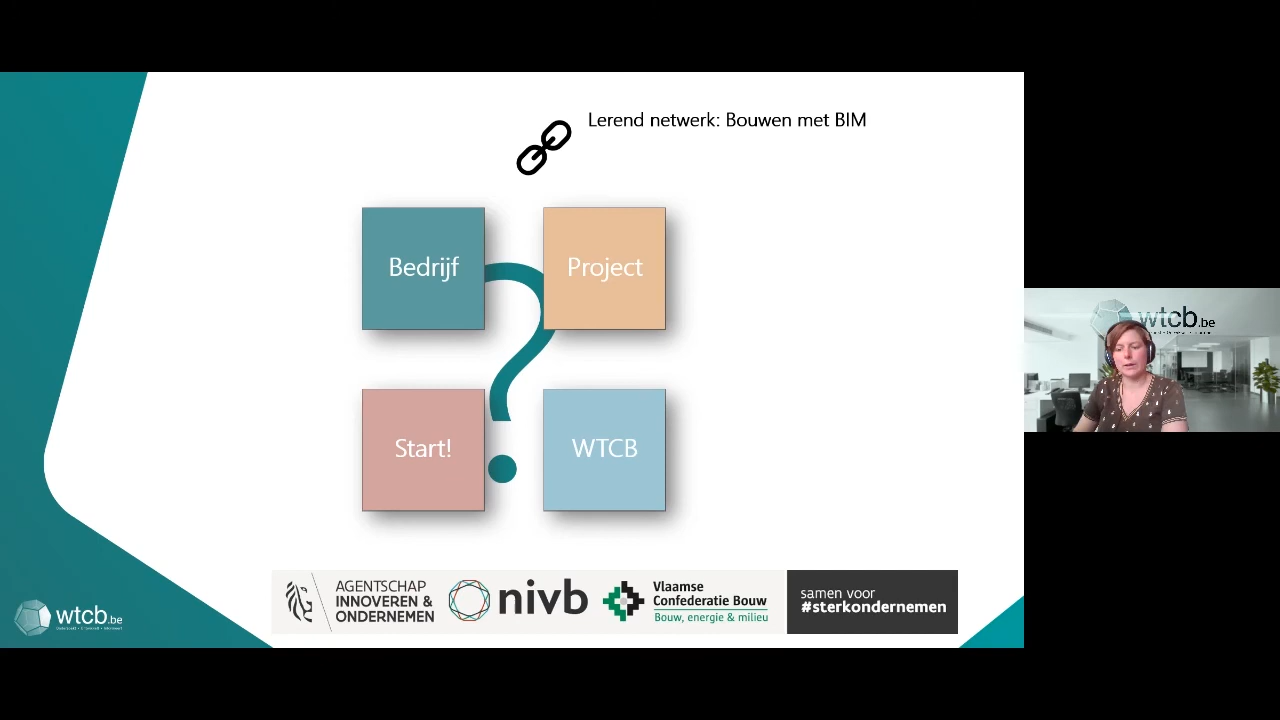 Lerend netwerk: Bouwen met BIM
Bedrijf
Project
Start!
WTCB
wtcb.be
AGENTSCHAP
INNOVEREN &
ONDERNEMEN
nivb
Vlaamse
Confederatie Bouw
Bouw, energie & milieu
samen voor
#sterkondernemen
wtcb.be